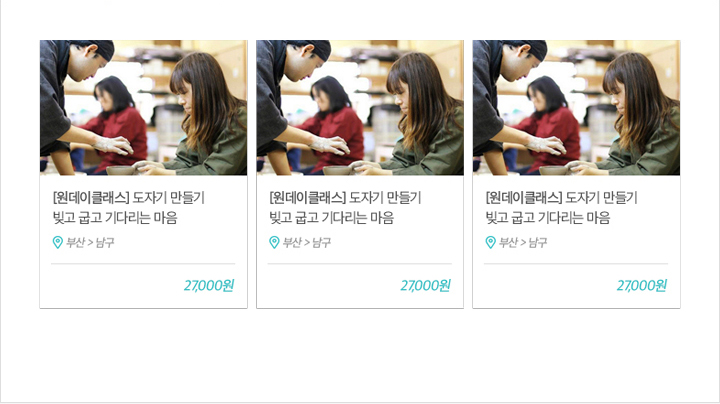 [원데이클래스] 도자기 만들기
빚고 굽고 기다리는 마음
부산 > 남구
27,000원
[원데이클래스] 도자기 만들기
빚고 굽고 기다리는 마음
부산 > 남구
27,000원
[원데이클래스] 도자기 만들기
빚고 굽고 기다리는 마음
부산 > 남구
27,000원